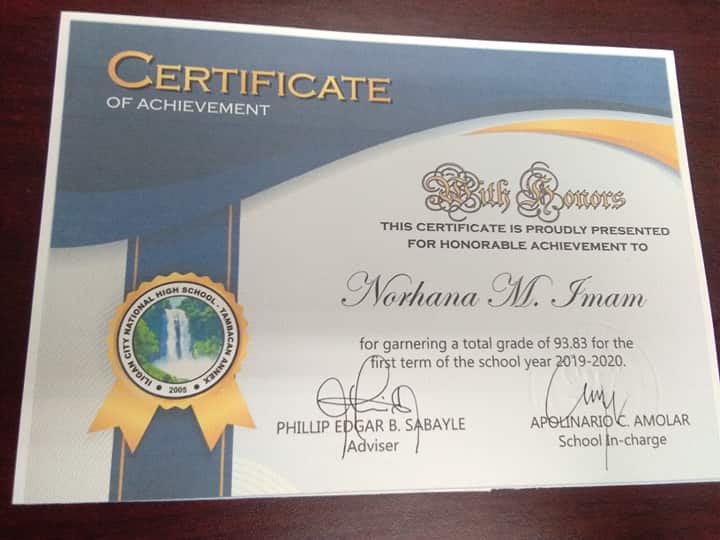 CERTIFICATE
OF ACHIEVEMENT
With Honors
THIS CERTIFICATE IS PROUDLY PRESENTED
FOR HONORABLE ACHIEVEMENT TO
Norhana M. Imam
for garnering a total grade of 93.83 for the
first term of the school year 2019-2020.
ILIGAN CITY NATIONAL HIGH SCHOOL - TAMBACAN ANNEX
2005
PHILLIP EDGAR B. SABAYLE
Adviser
APOLINARIO C. AMOLAR
School In-charge